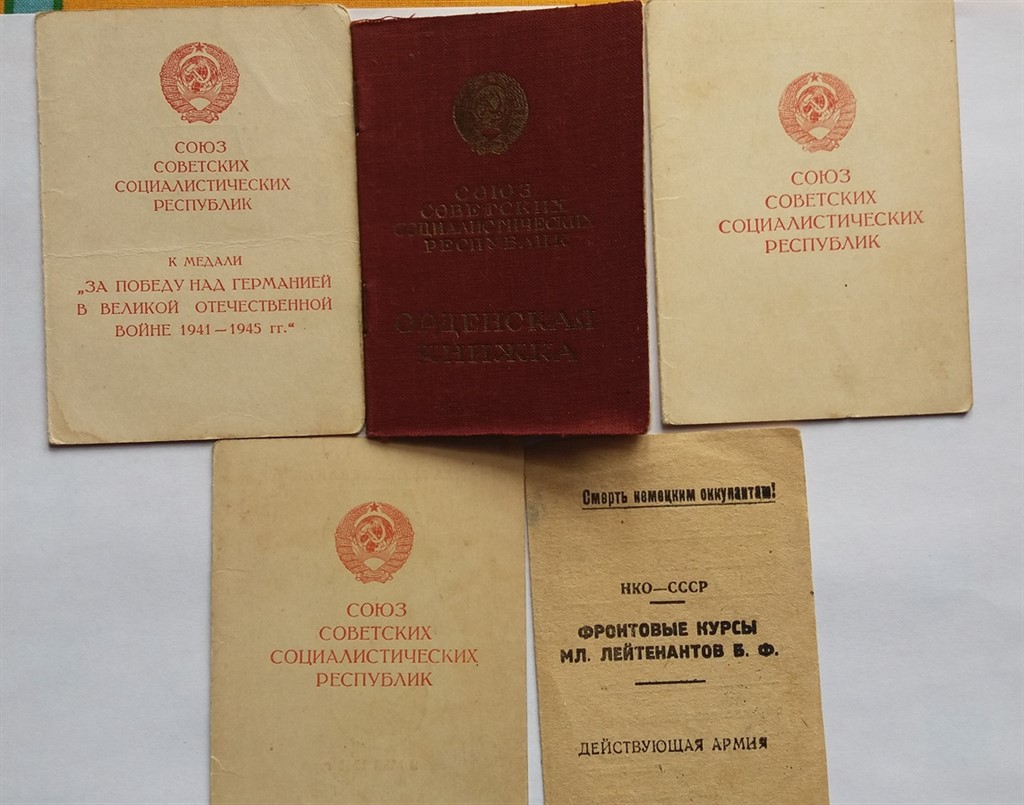 СОЮЗ
СОВЕТСКИХ
СОЦИАЛИСТИЧЕСКИХ
РЕСПУБЛИК
К МЕДАЛИ
„ЗА ПОБЕДУ НАД ГЕРМАНИЕЙ
В ВЕЛИКОЙ ОТЕЧЕСТВЕННОЙ
ВОЙНЕ 1941—1945 гг.“
СОЮЗ
СОВЕТСКИХ
СОЦИАЛИСТИЧЕСКИХ
РЕСПУБЛИК
ОРДЕНСКАЯ
КНИЖКА
СОЮЗ
СОВЕТСКИХ
СОЦИАЛИСТИЧЕСКИХ
РЕСПУБЛИК
СОЮЗ
СОВЕТСКИХ
СОЦИАЛИСТИЧЕСКИХ
РЕСПУБЛИК
Смерть немецким оккупантам!
НКО—СССР
ФРОНТОВЫЕ КУРСЫ
МЛ. ЛЕЙТЕНАНТОВ Б. Ф.
ДЕЙСТВУЮЩАЯ АРМИЯ